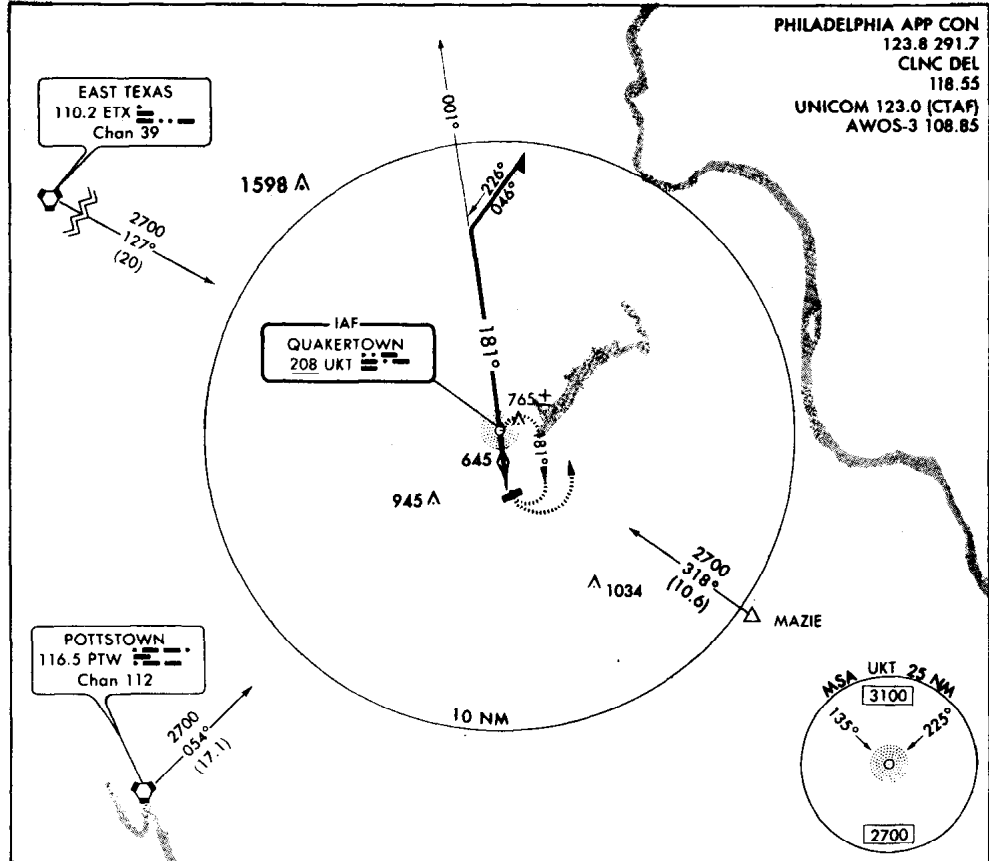 PHILADELPHIA APP CON
123.8 291.7
CLNC DEL
118.55
UNICOM 123.0 (CTAF)
AWOS-3 108.85
EAST TEXAS
110.2 ETX
Chan 39
001°
1598
226°
046°
2700
127°
(20)
IAF
QUAKERTOWN
208 UKT
181°
765
181°
645
945
2700
318°
(10.6)
1034
MAZIE
POTTSTOWN
116.5 PTW
Chan 112
2700
054°
(17.1)
10 NM
MSA UKT 25 NM
3100
135°
225°
2700